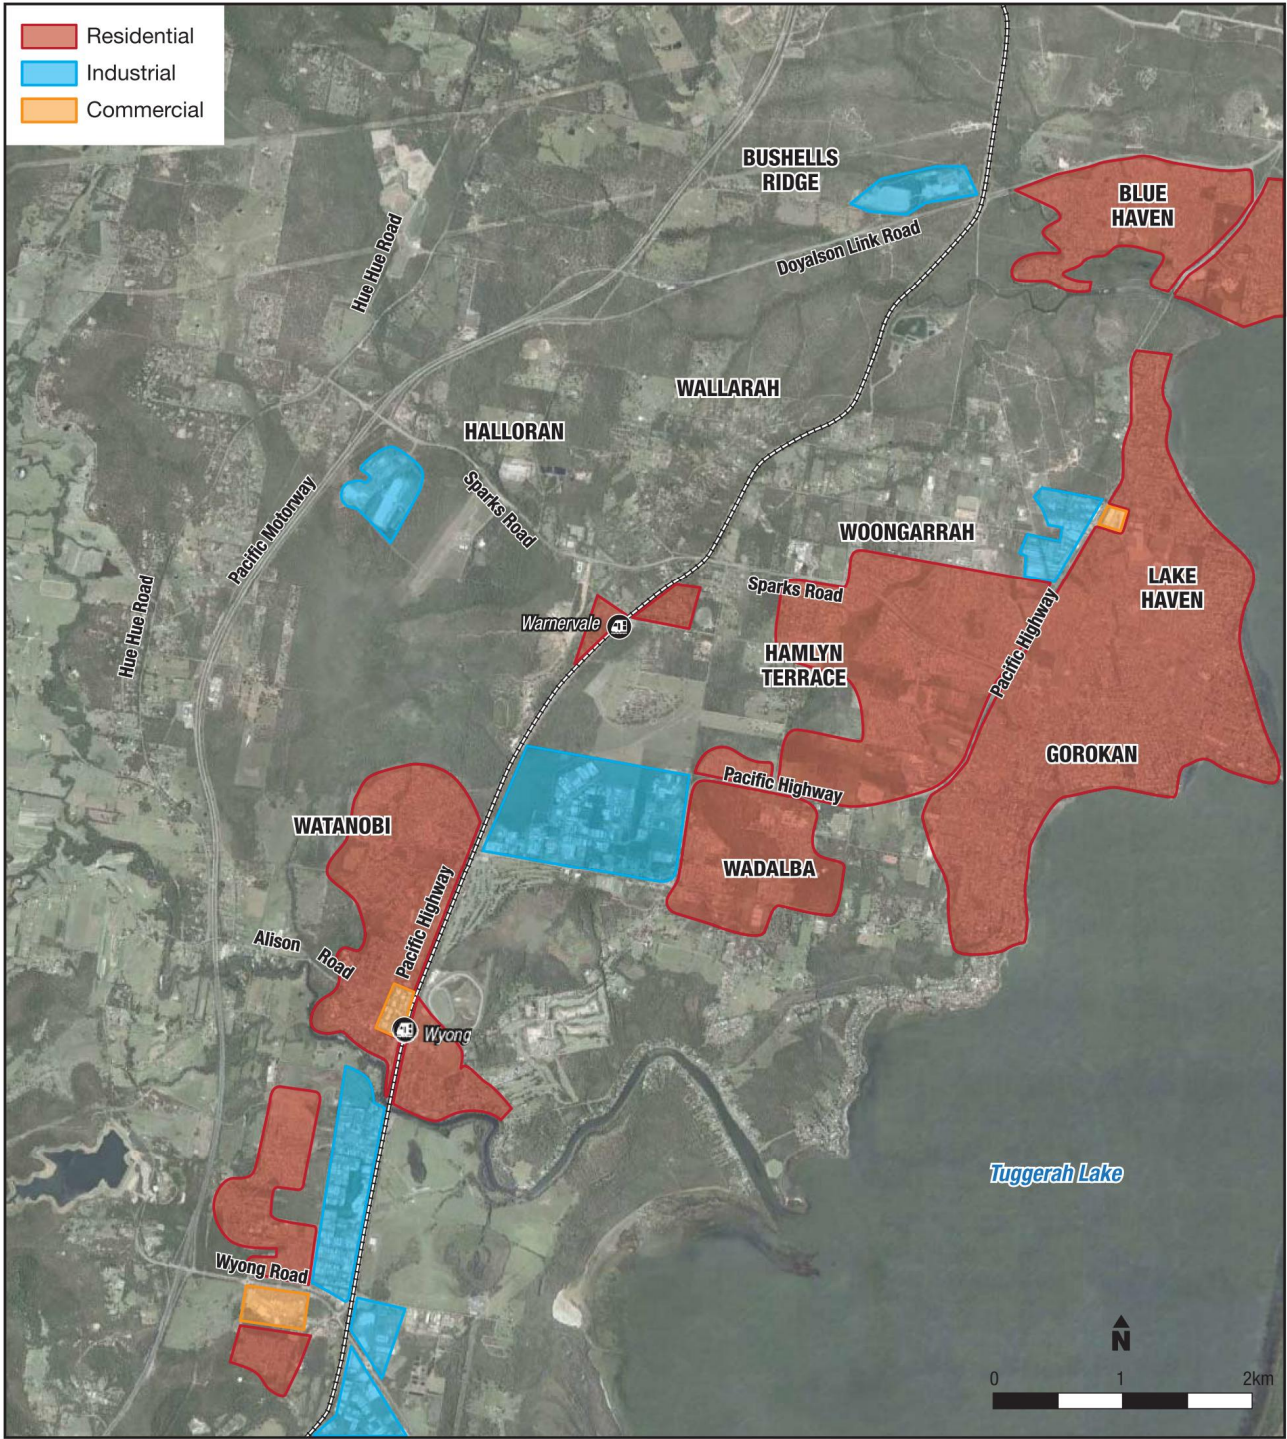 Residential
Industrial
Commercial
BUSHELLS
RIDGE
BLUE
HAVEN
Hue Hue Road
Doyalson Link Road
WALLARAH
HALLORAN
Pacific Motorway
Sparks Road
WOONGARRAH
LAKE
HAVEN
Sparks Road
Hue Hue Road
Warnervale
Pacific Highway
HAMLYN
TERRACE
GOROKAN
Pacific Highway
WATANOBI
WADALBA
Pacific Highway
Alison
Road
Wyong
Tuggerah Lake
Wyong Road
N
0 1 2km